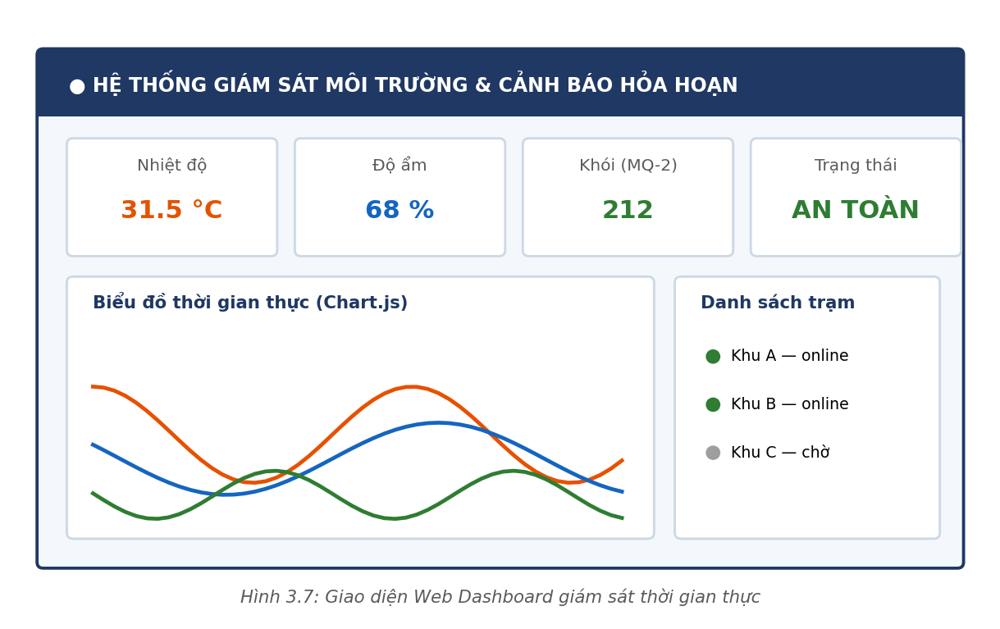 ● HỆ THỐNG GIÁM SÁT MÔI TRƯỜNG & CẢNH BÁO HỎA HOẠN
Nhiệt độ
31.5 °C
Độ ẩm
68 %
Khói (MQ-2)
212
Trạng thái
AN TOÀN
Biểu đồ thời gian thực (Chart.js)
Danh sách trạm
Khu A — online
Khu B — online
Khu C — chờ
Hình 3.7: Giao diện Web Dashboard giám sát thời gian thực